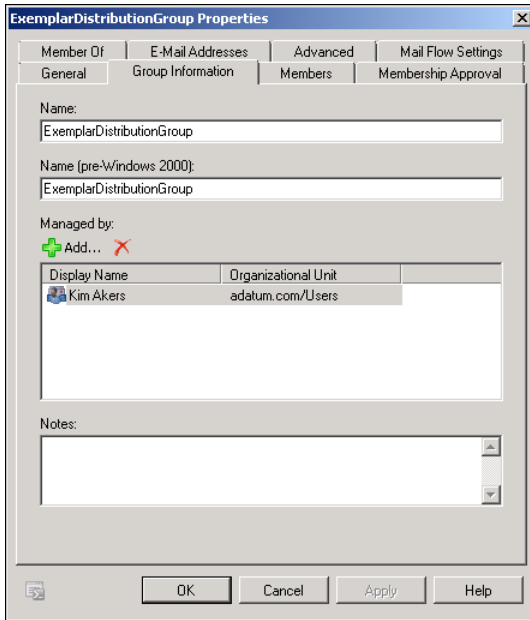 ExemplarDistributionGroup Properties
Member Of E-Mail Addresses Advanced Mail Flow Settings
General Group Information Members Membership Approval
Name:
ExemplarDistributionGroup
Name (pre-Windows 2000):
ExemplarDistributionGroup
Managed by:
Add...
Display Name Organizational Unit
Kim Akers adatum.com/Users
Notes:
OK Cancel Apply Help